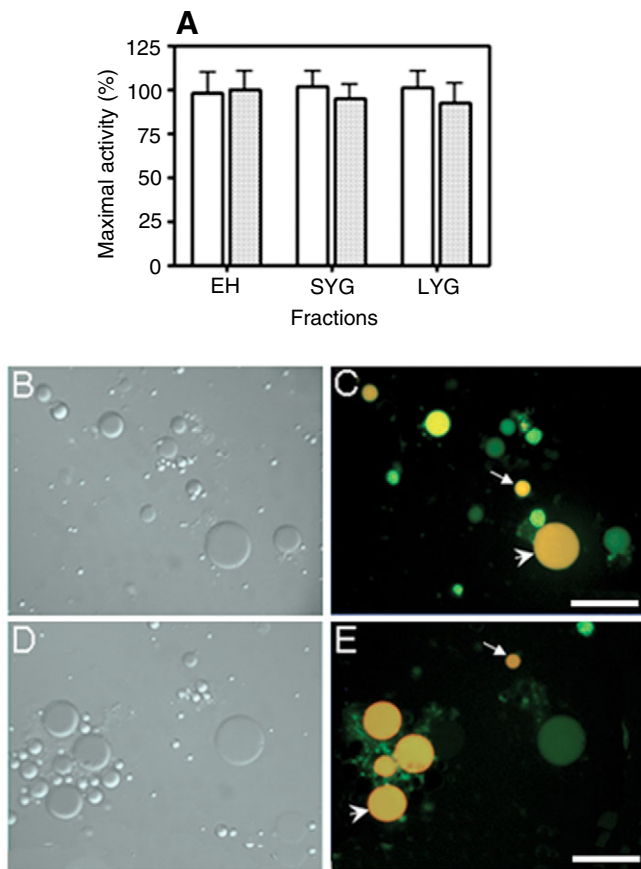 A
Maximal activity (%)
125
100
75
50
25
0
EH SYG LYG
Fractions
B
C
D
E